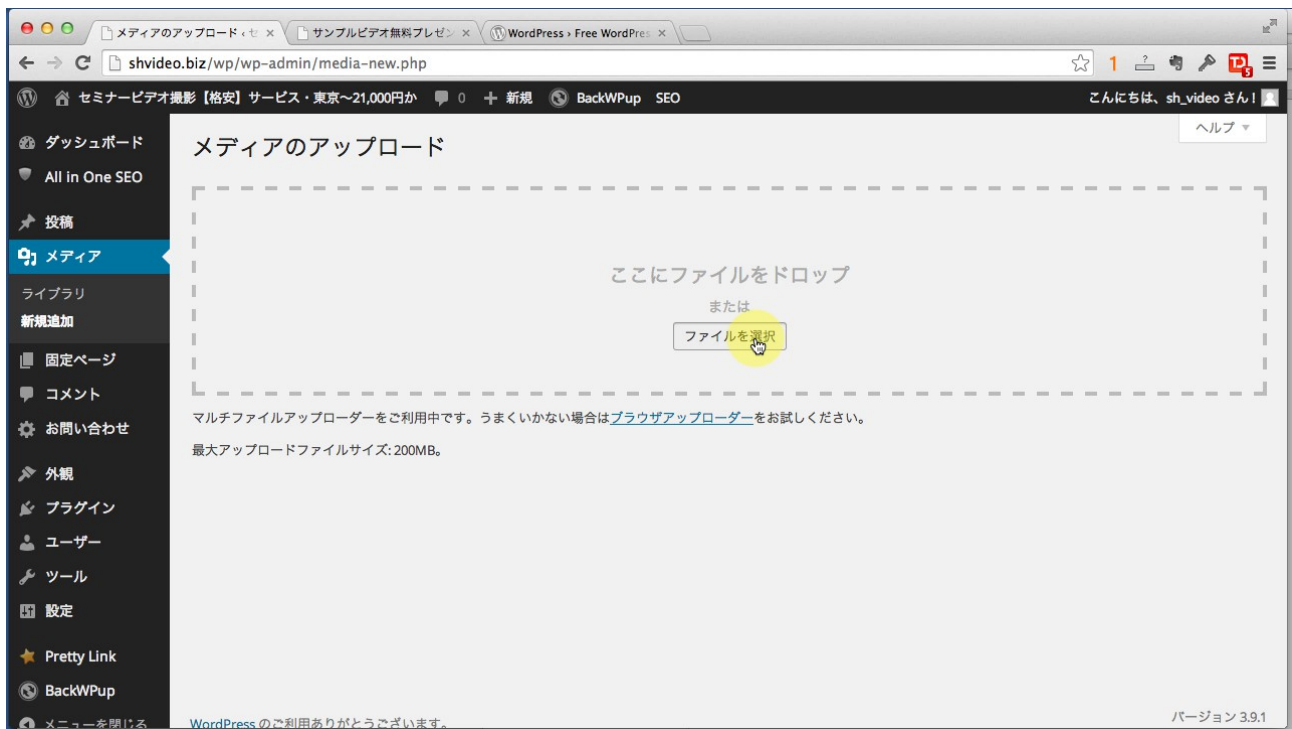 メディアのアップロード ‹ セ
サンプルビデオ無料プレゼン
WordPress › Free WordPres
shvideo.biz/wp/wp-admin/media-new.php
1
5
セミナービデオ撮影【格安】サービス・東京〜21,000円か 0 新規 BackWPup SEO
こんにちは、sh_video さん！
ヘルプ
ダッシュボード
All in One SEO
投稿
メディア
ライブラリ
新規追加
固定ページ
コメント
お問い合わせ
外観
プラグイン
ユーザー
ツール
設定
Pretty Link
BackWPup
メニューを閉じる
メディアのアップロード
ここにファイルをドロップ
または
ファイルを選択
マルチファイルアップローダーをご利用中です。うまくいかない場合はブラウザアップローダーをお試しください。
最大アップロードファイルサイズ: 200MB。
WordPress のご利用ありがとうございます。
バージョン 3.9.1